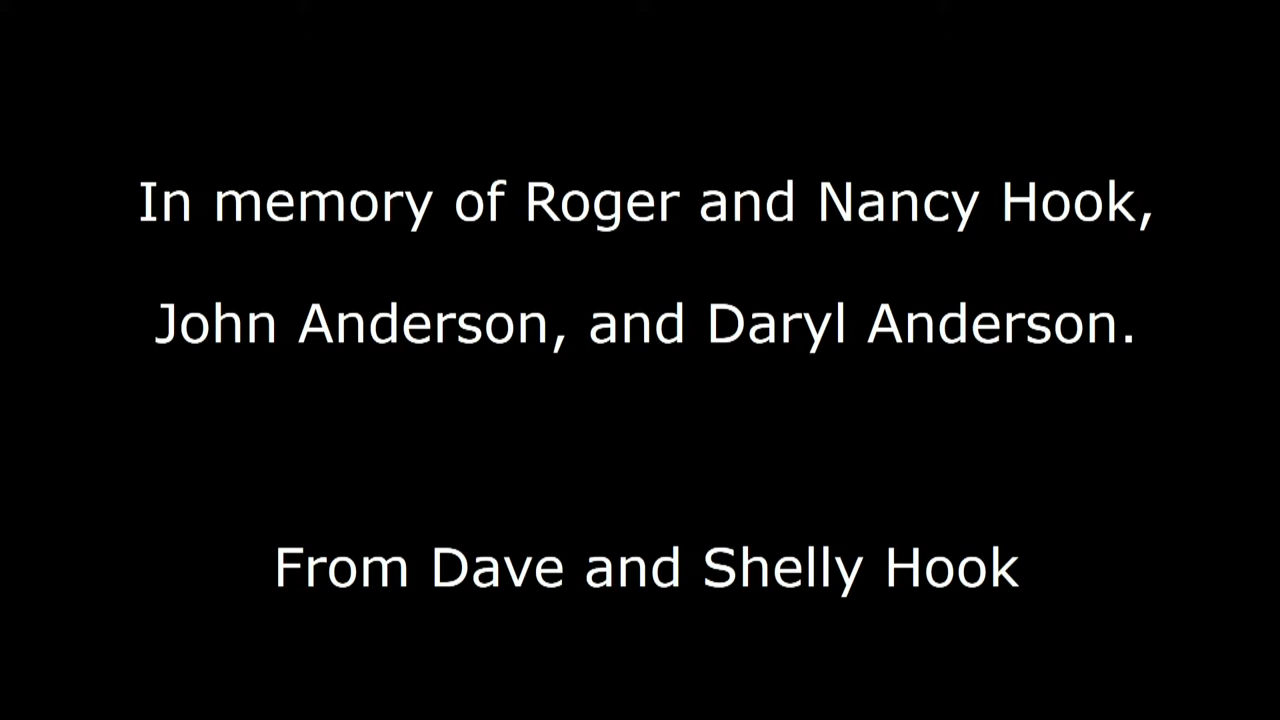 In memory of Roger and Nancy Hook,
John Anderson, and Daryl Anderson.
From Dave and Shelly Hook